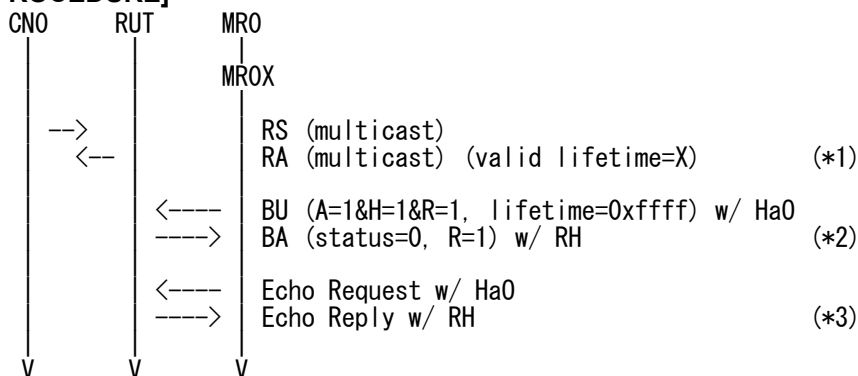 ROCEDURE]
CN0 RUT MR0
MR0X
--> RS (multicast)
<-- RA (multicast) (valid lifetime=X) (*1)
<---- BU (A=1&H=1&R=1, lifetime=0xffff) w/ HaO
----> BA (status=0, R=1) w/ RH (*2)
<---- Echo Request w/ HaO
----> Echo Reply w/ RH (*3)
V V V